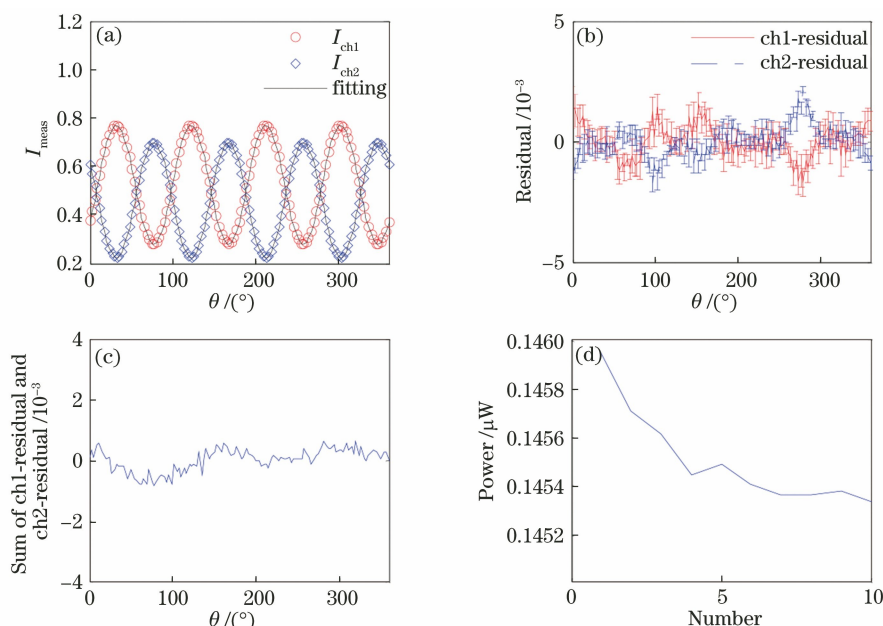 (a)
1.2
1.0
0.8
0.6
0.4
0.2
I_meas
I_ch1
I_ch2
fitting
0
100
200
300
θ /(°)
(b)
5
0
−5
Residual /10⁻³
ch1-residual
ch2-residual
0
100
200
300
θ /(°)
(c)
4
2
0
−2
−4
Sum of ch1-residual and
ch2-residual /10⁻³
0
100
200
300
θ /(°)
(d)
0.1460
0.1458
0.1456
0.1454
0.1452
Power /μW
0
5
10
Number